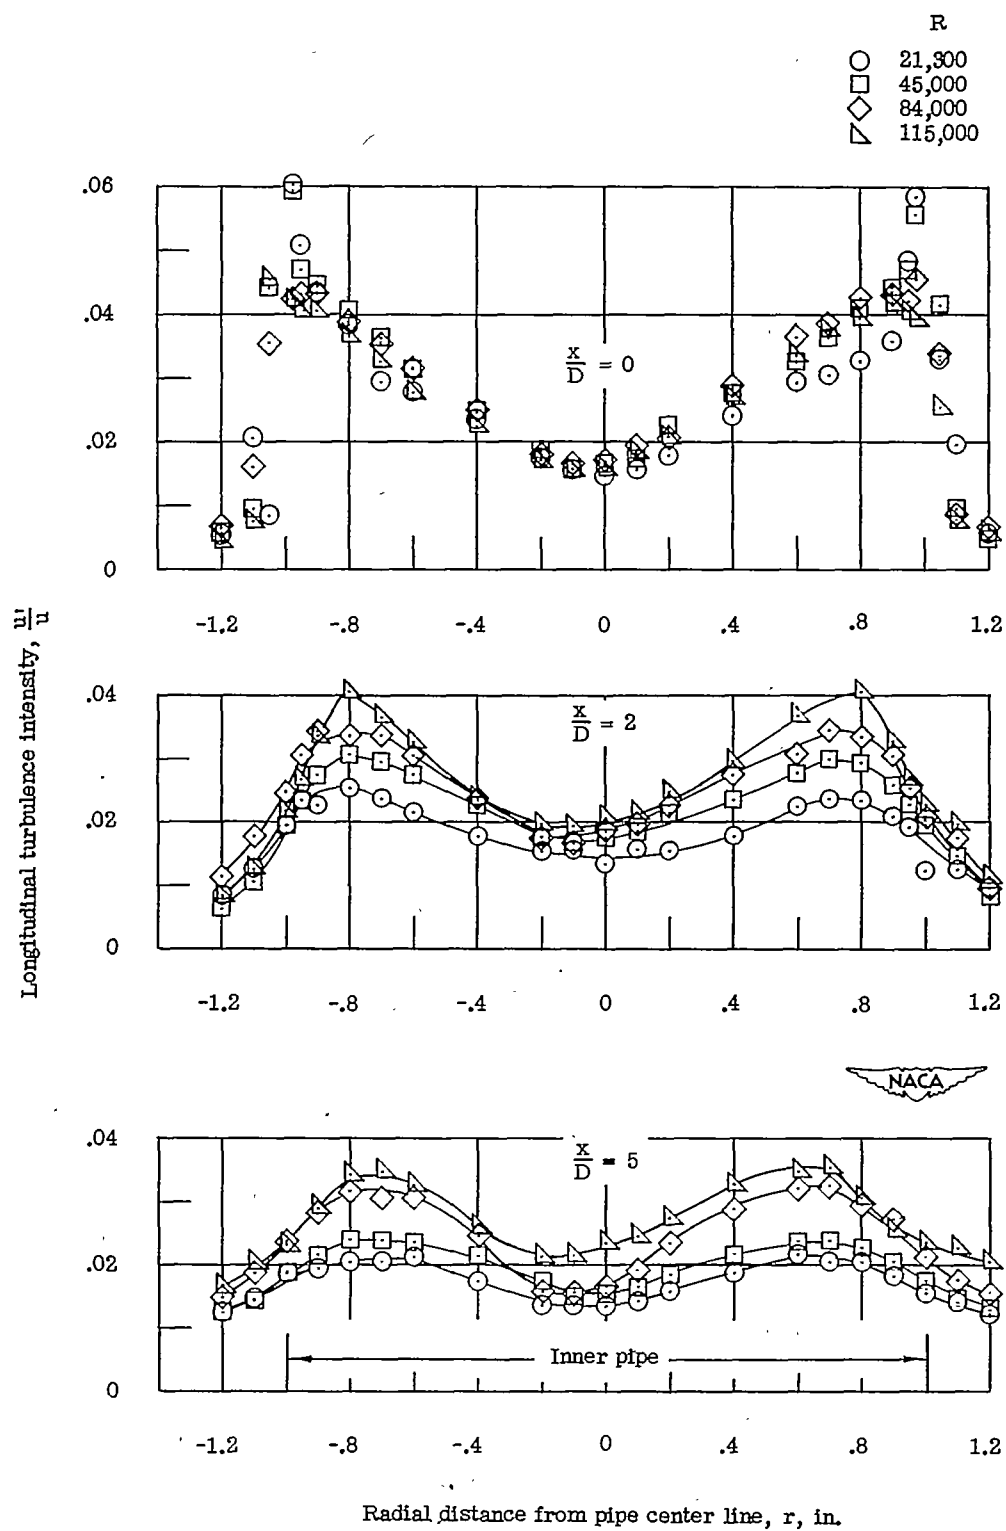 R
21,300
45,000
84,000
115,000
.06
.04
.02
0
x/D = 0
-1.2 -.8 -.4 0 .4 .8 1.2
Longitudinal turbulence intensity, u'/u
.04
.02
0
x/D = 2
-1.2 -.8 -.4 0 .4 .8 1.2
NACA
.04
.02
0
x/D = 5
Inner pipe
-1.2 -.8 -.4 0 .4 .8 1.2
Radial distance from pipe center line, r, in.